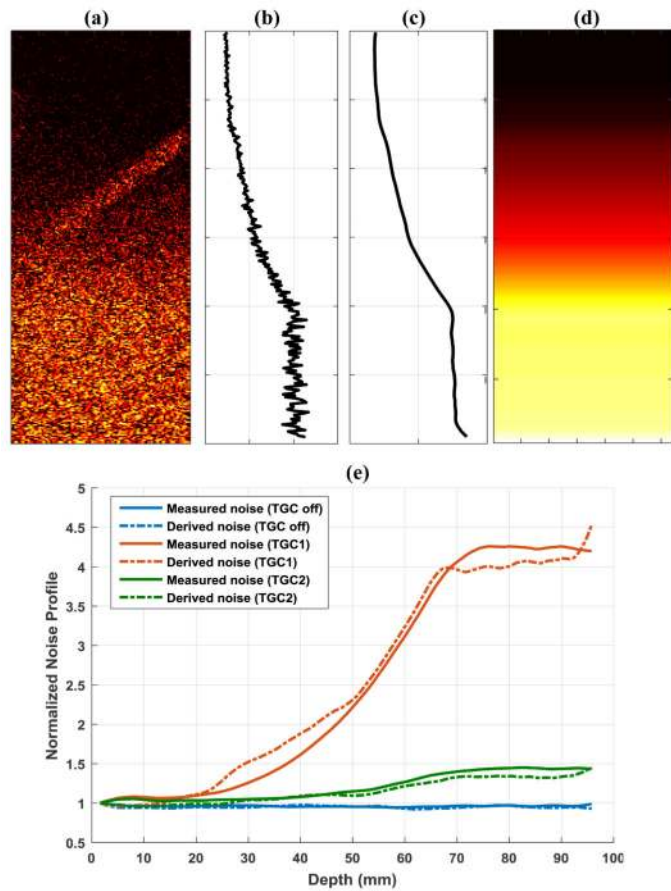 (a) (b) (c) (d)
(e)
Normalized Noise Profile
5
4.5
4
3.5
3
2.5
2
1.5
1
0.5
Measured noise (TGC off)
Derived noise (TGC off)
Measured noise (TGC1)
Derived noise (TGC1)
Measured noise (TGC2)
Derived noise (TGC2)
0 10 20 30 40 50 60 70 80 90 100
Depth (mm)